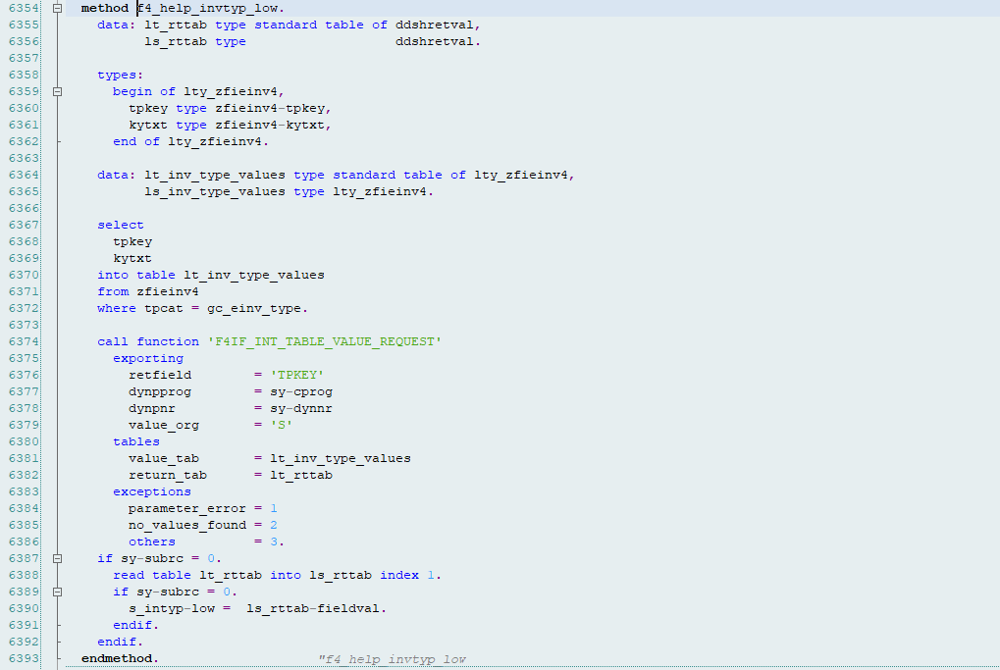 6354 method f4_help_invtyp_low.
6355 data: lt_rttab type standard table of ddshretval,
6356 ls_rttab type ddshretval.
6357
6358 types:
6359 begin of lty_zfieinv4,
6360 tpkey type zfieinv4-tpkey,
6361 kytxt type zfieinv4-kytxt,
6362 end of lty_zfieinv4.
6363
6364 data: lt_inv_type_values type standard table of lty_zfieinv4,
6365 ls_inv_type_values type lty_zfieinv4.
6366
6367 select
6368 tpkey
6369 kytxt
6370 into table lt_inv_type_values
6371 from zfieinv4
6372 where tpcat = gc_einv_type.
6373
6374 call function 'F4IF_INT_TABLE_VALUE_REQUEST'
6375 exporting
6376 retfield = 'TPKEY'
6377 dynpprog = sy-cprog
6378 dynpnr = sy-dynnr
6379 value_org = 'S'
6380 tables
6381 value_tab = lt_inv_type_values
6382 return_tab = lt_rttab
6383 exceptions
6384 parameter_error = 1
6385 no_values_found = 2
6386 others = 3.
6387 if sy-subrc = 0.
6388 read table lt_rttab into ls_rttab index 1.
6389 if sy-subrc = 0.
6390 s_intyp-low = ls_rttab-fieldval.
6391 endif.
6392 endif.
6393 endmethod. "f4_help_invtyp_low